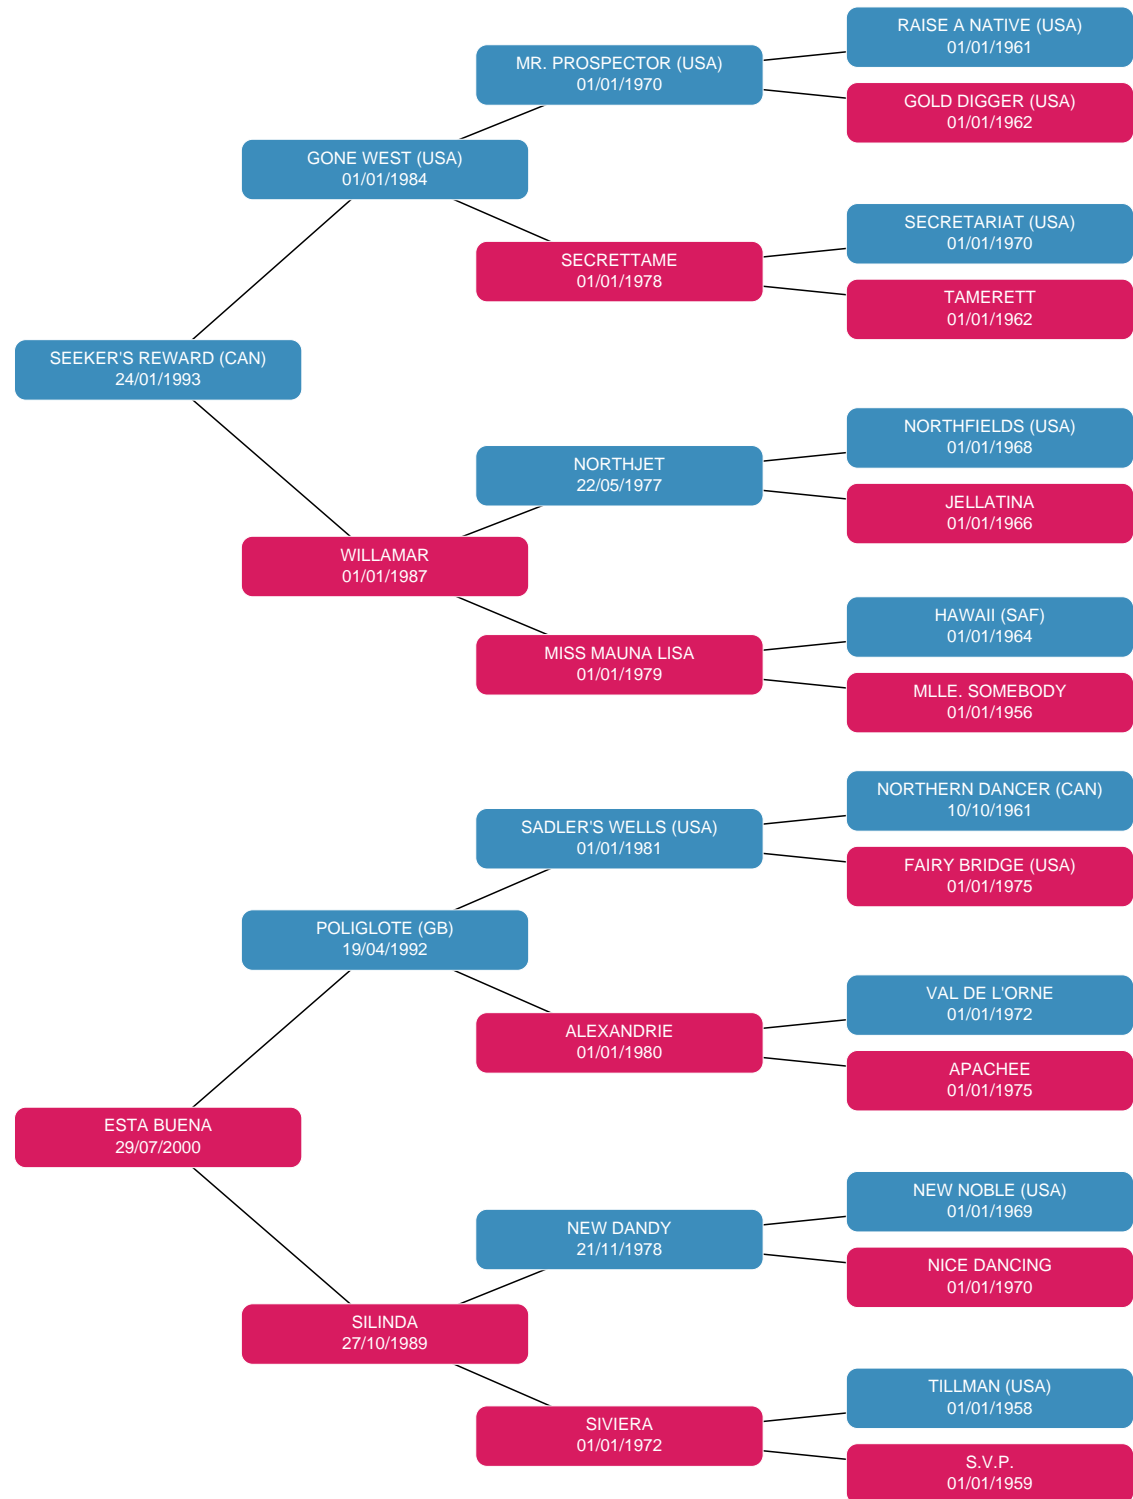 RAISE A NATIVE (USA)
01/01/1961
MR. PROSPECTOR (USA)
01/01/1970
GOLD DIGGER (USA)
01/01/1962
GONE WEST (USA)
01/01/1984
SECRETARIAT (USA)
01/01/1970
SECRETTAME
01/01/1978
TAMERETT
01/01/1962
SEEKER'S REWARD (CAN)
24/01/1993
NORTHFIELDS (USA)
01/01/1968
NORTHJET
22/05/1977
JELLATINA
01/01/1966
WILLAMAR
01/01/1987
HAWAII (SAF)
01/01/1964
MISS MAUNA LISA
01/01/1979
MLLE. SOMEBODY
01/01/1956
NORTHERN DANCER (CAN)
10/10/1961
SADLER'S WELLS (USA)
01/01/1981
FAIRY BRIDGE (USA)
01/01/1975
POLIGLOTE (GB)
19/04/1992
VAL DE L'ORNE
01/01/1972
ALEXANDRIE
01/01/1980
APACHEE
01/01/1975
ESTA BUENA
29/07/2000
NEW NOBLE (USA)
01/01/1969
NEW DANDY
21/11/1978
NICE DANCING
01/01/1970
SILINDA
27/10/1989
TILLMAN (USA)
01/01/1958
SIVIERA
01/01/1972
S.V.P.
01/01/1959